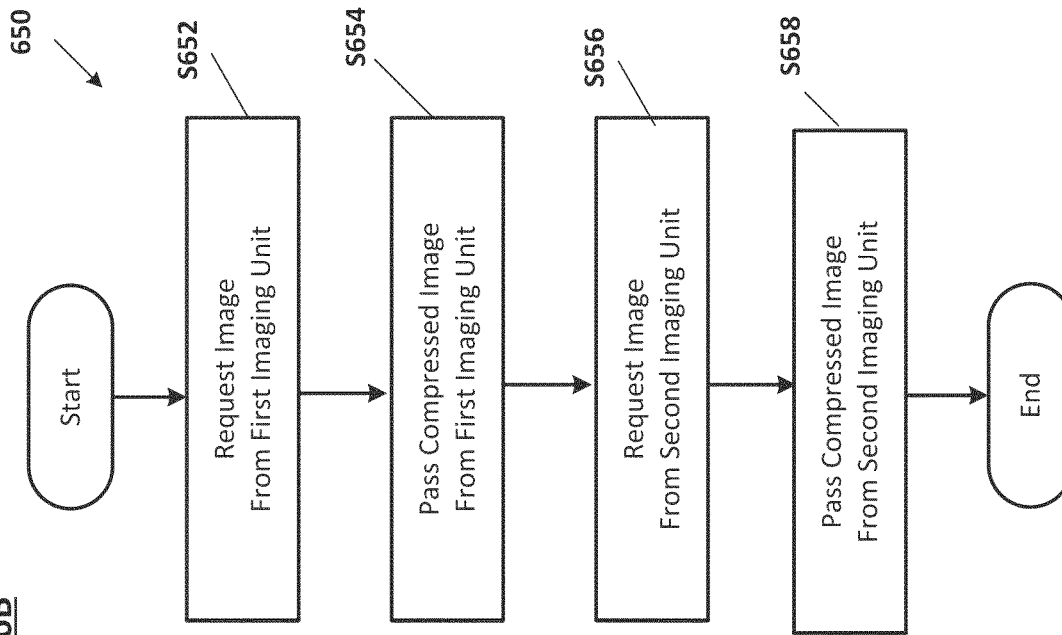 650
Start
S652
Request Image
From First Imaging Unit
S654
Pass Compressed Image
From First Imaging Unit
S656
Request Image
From Second Imaging Unit
S658
Pass Compressed Image
From Second Imaging Unit
End